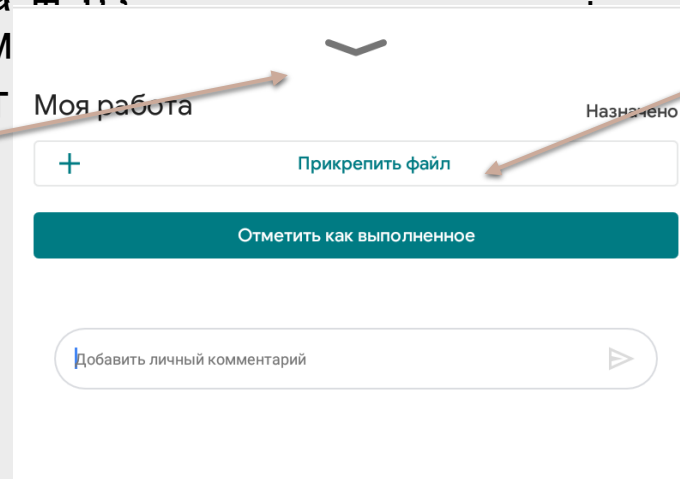 Моя работа
Назначено
Прикрепить файл
Отметить как выполненное
Добавить личный комментарий